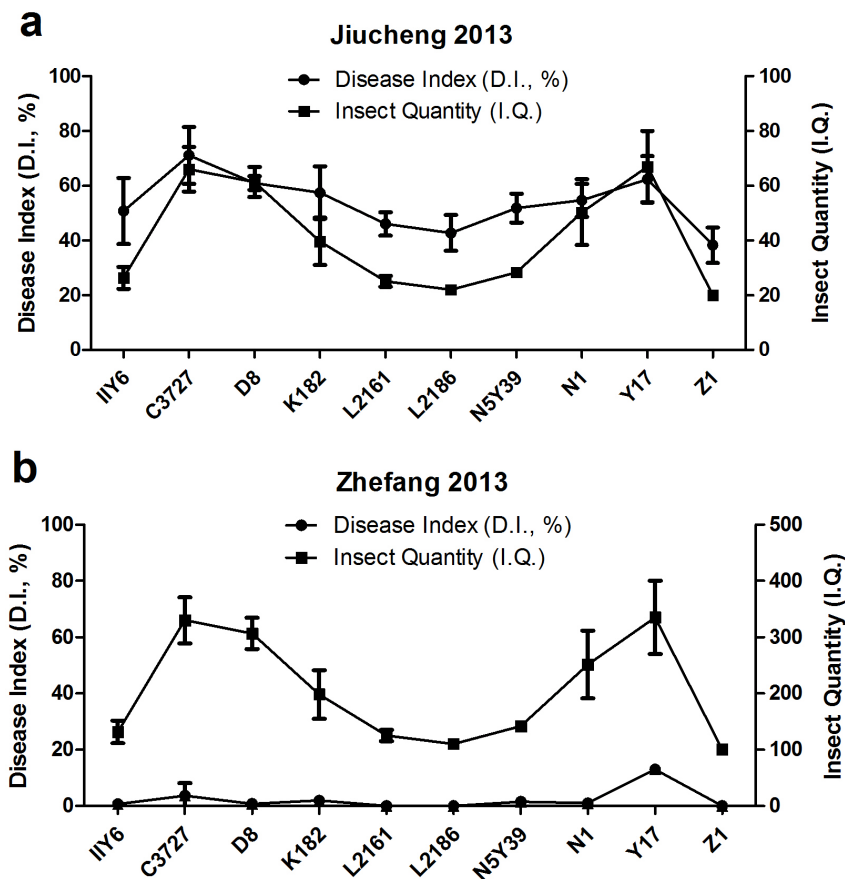 a
Jiucheng 2013
Disease Index (D.I., %)
Insect Quantity (I.Q.)
Disease Index (D.I., %)
100
80
60
40
20
0
Insect Quantity (I.Q.)
100
80
60
40
20
0
IIY6
C3727
D8
K182
L2161
L2186
N5Y39
N1
Y17
Z1
b
Zhefang 2013
Disease Index (D.I., %)
Insect Quantity (I.Q.)
Disease Index (D.I., %)
100
80
60
40
20
0
Insect Quantity (I.Q.)
500
400
300
200
100
0
IIY6
C3727
D8
K182
L2161
L2186
N5Y39
N1
Y17
Z1